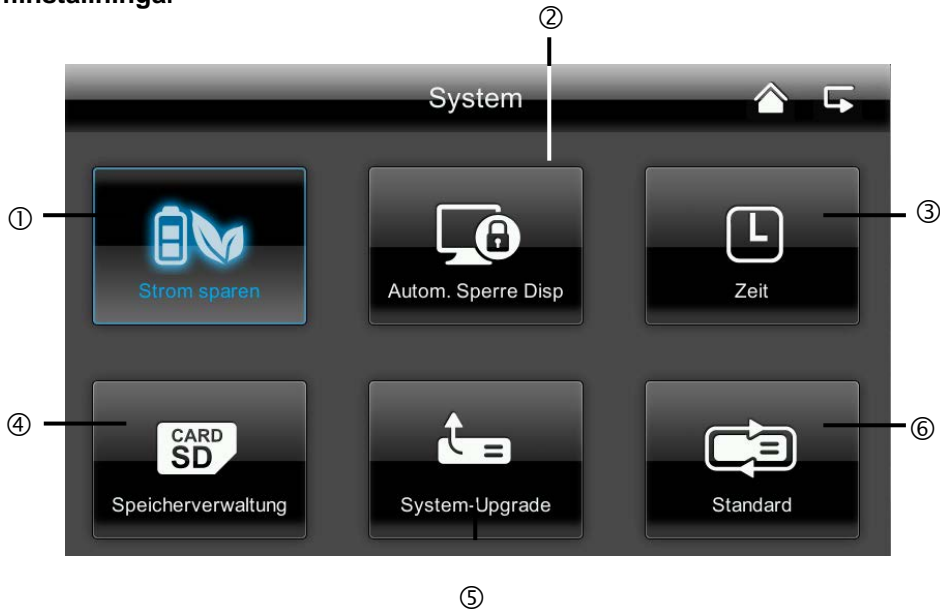 ②
System
①
③
Strom sparen
Autom. Sperre Disp
Zeit
④
CARD
SD
⑥
Speicherverwaltung
System-Upgrade
Standard
⑤